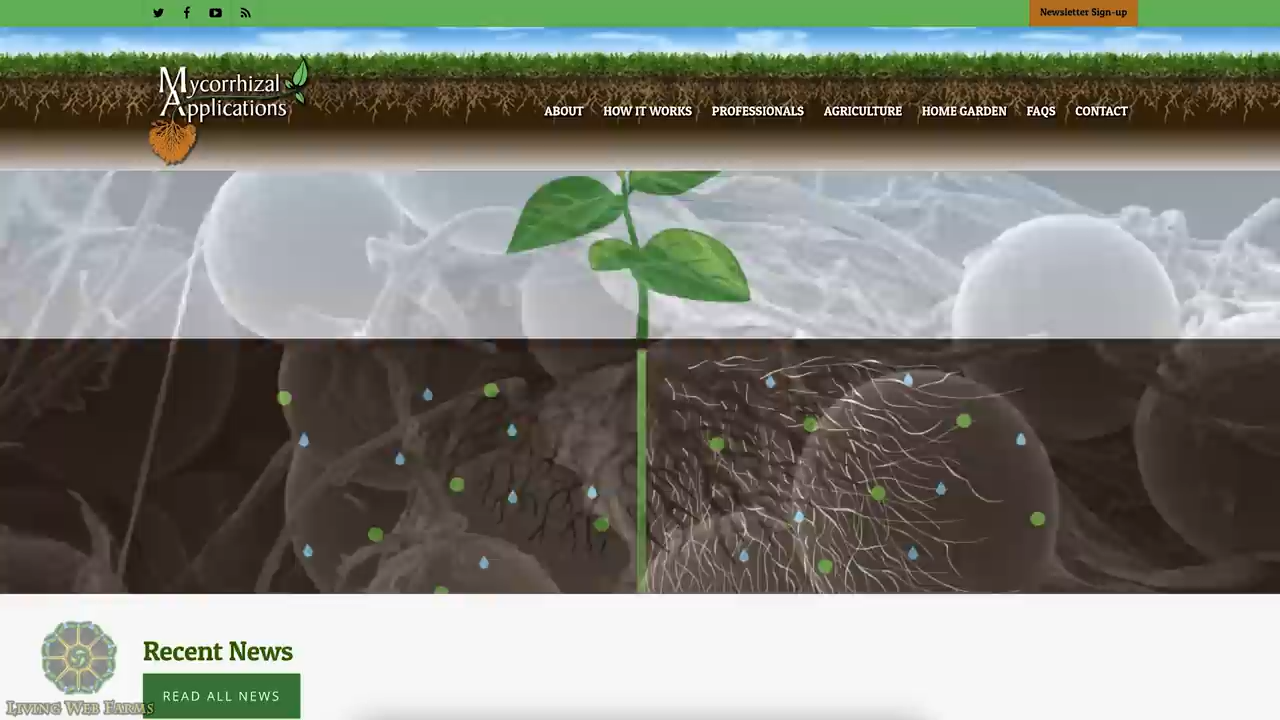 Newsletter Sign-up
Mycorrhizal
Applications
ABOUT HOW IT WORKS PROFESSIONALS AGRICULTURE HOME GARDEN FAQS CONTACT
Recent News
READ ALL NEWS
Living Web Farms